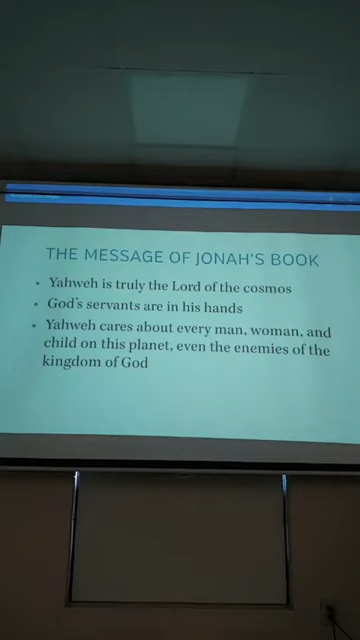 THE MESSAGE OF JONAH'S BOOK
• Yahweh is truly the Lord of the cosmos
• God's servants are in his hands
• Yahweh cares about every man, woman, and
child on this planet, even the enemies of the
kingdom of God